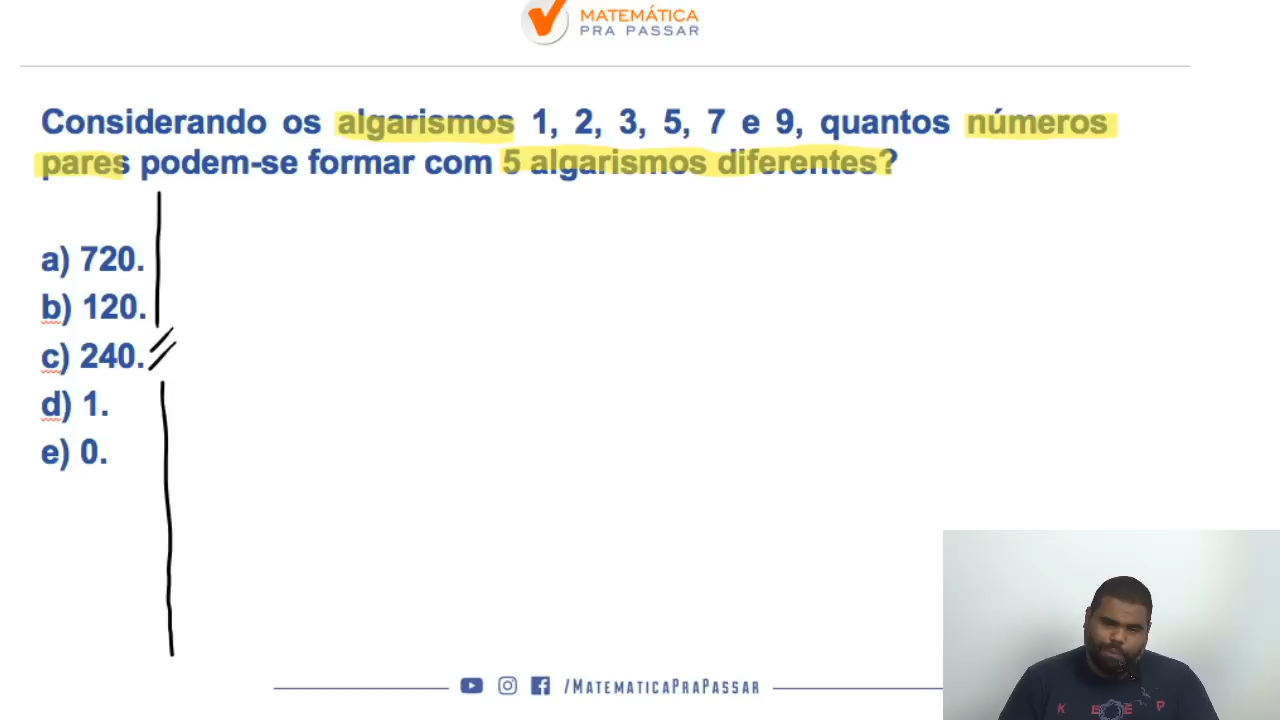 MATEMÁTICA
PRA PASSAR
Considerando os algarismos 1, 2, 3, 5, 7 e 9, quantos números
pares podem-se formar com 5 algarismos diferentes?
a) 720.
b) 120.
c) 240.
d) 1.
e) 0.
/MATEMATICAPRAPASSAR